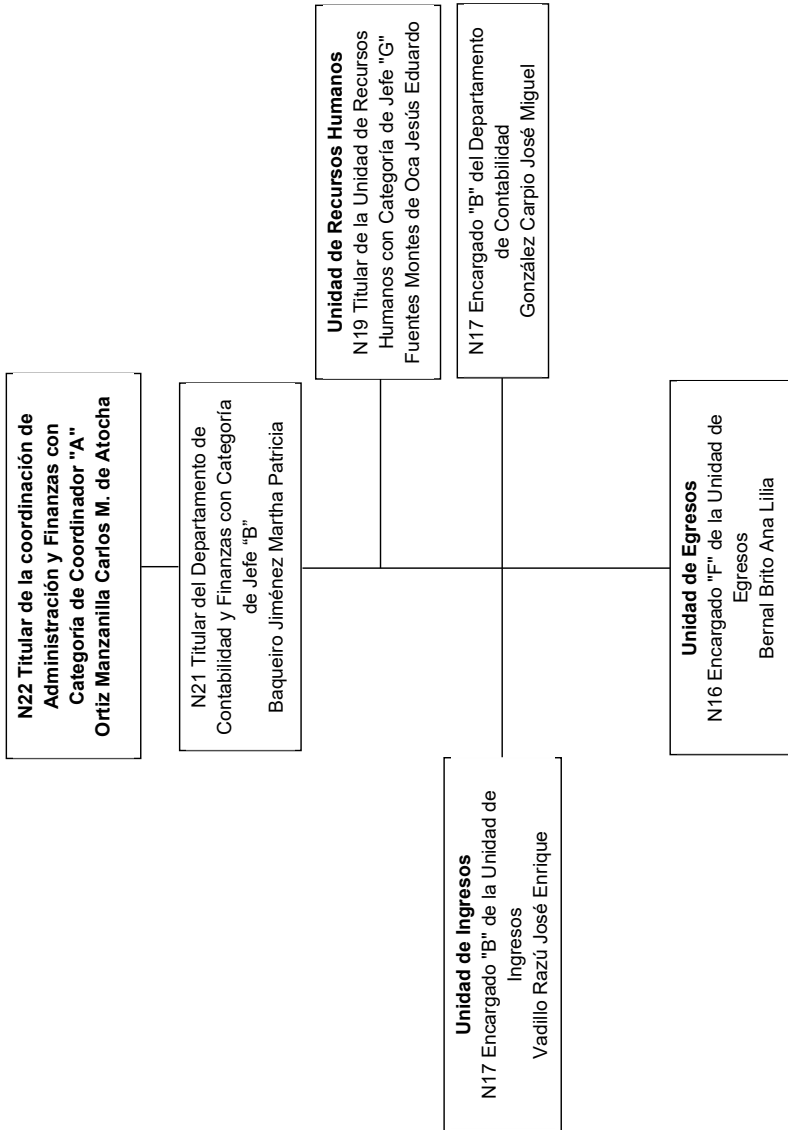 N22 Titular de la coordinación de
Administración y Finanzas con
Categoría de Coordinador "A"
Ortiz Manzanilla Carlos M. de Atocha
N21 Titular del Departamento de
Contabilidad y Finanzas con Categoría
de Jefe “B”
Baqueiro Jiménez Martha Patricia
Unidad de Recursos Humanos
N19 Titular de la Unidad de Recursos
Humanos con Categoría de Jefe "G"
Fuentes Montes de Oca Jesús Eduardo
Unidad de Ingresos
N17 Encargado "B" de la Unidad de
Ingresos
Vadillo Razú José Enrique
N17 Encargado "B" del Departamento
de Contabilidad
González Carpio José Miguel
Unidad de Egresos
N16 Encargado "F" de la Unidad de
Egresos
Bernal Brito Ana Lilia